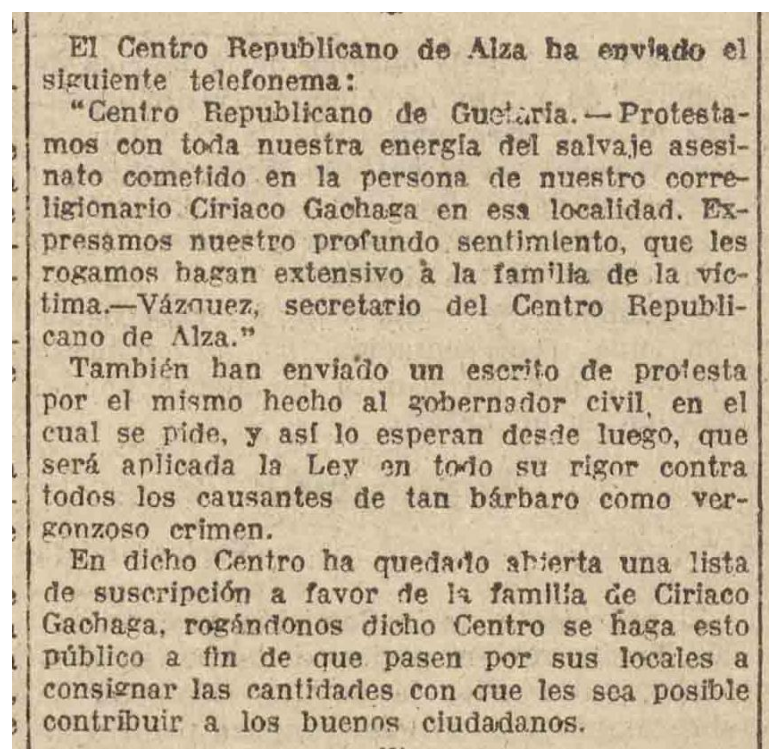 El Centro Republicano de Alza ha enviado el
siguiente telefonema:
"Centro Republicano de Guetaria.—Protesta-
mos con toda nuestra energía del salvaje asesi-
nato cometido en la persona de nuestro corre-
ligionario Ciriaco Gachaga en esa localidad. Ex-
presamos nuestro profundo sentimiento, que les
rogamos hagan extensivo à la familia de la víc-
tima.—Vázquez, secretario del Centro Republi-
cano de Alza."
También han enviado un escrito de protesta
por el mismo hecho al gobernador civil, en el
cual se pide, y así lo esperan desde luego, que
será aplicada la Ley en todo su rigor contra
todos los causantes de tan bárbaro como ver-
gonzoso crimen.
En dicho Centro ha quedado abierta una lista
de suscripción a favor de la familia de Ciriaco
Gachaga, rogándonos dicho Centro se haga esto
público a fin de que pasen por sus locales a
consignar las cantidades con que les sea posible
contribuir a los buenos ciudadanos.